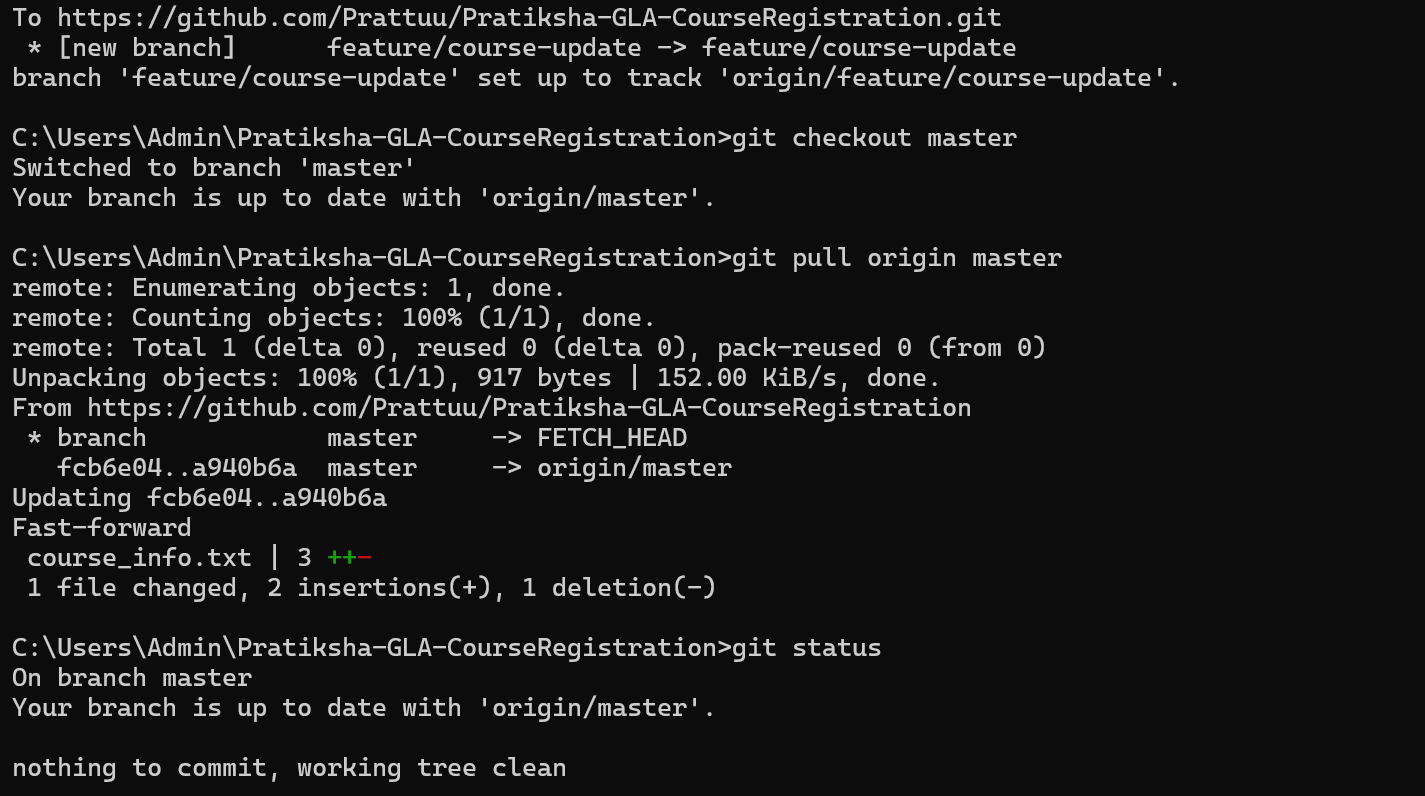 To https://github.com/Prattuu/Pratiksha-GLA-CourseRegistration.git
 * [new branch]      feature/course-update -> feature/course-update
branch 'feature/course-update' set up to track 'origin/feature/course-update'.

C:\Users\Admin\Pratiksha-GLA-CourseRegistration>git checkout master
Switched to branch 'master'
Your branch is up to date with 'origin/master'.

C:\Users\Admin\Pratiksha-GLA-CourseRegistration>git pull origin master
remote: Enumerating objects: 1, done.
remote: Counting objects: 100% (1/1), done.
remote: Total 1 (delta 0), reused 0 (delta 0), pack-reused 0 (from 0)
Unpacking objects: 100% (1/1), 917 bytes | 152.00 KiB/s, done.
From https://github.com/Prattuu/Pratiksha-GLA-CourseRegistration
 * branch            master     -> FETCH_HEAD
   fcb6e04..a940b6a  master     -> origin/master
Updating fcb6e04..a940b6a
Fast-forward
 course_info.txt | 3 ++-
 1 file changed, 2 insertions(+), 1 deletion(-)

C:\Users\Admin\Pratiksha-GLA-CourseRegistration>git status
On branch master
Your branch is up to date with 'origin/master'.

nothing to commit, working tree clean